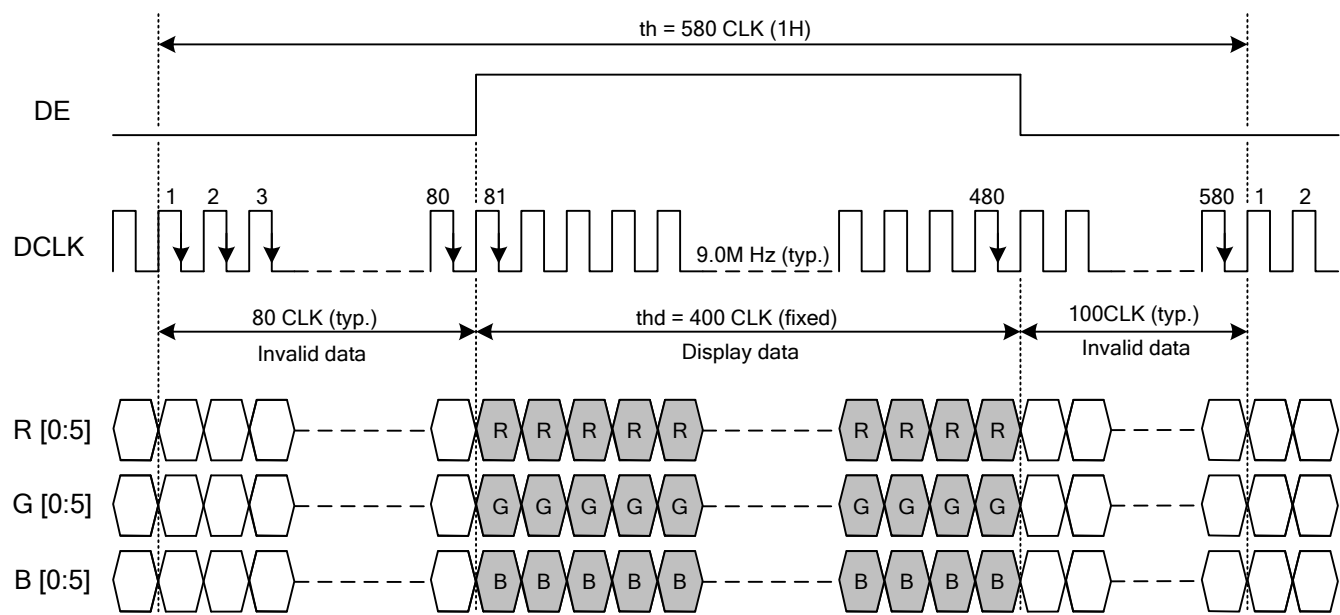 th = 580 CLK (1H)
DE
1 2 3 80 81 480 580 1 2
DCLK 9.0M Hz (typ.)
80 CLK (typ.) thd = 400 CLK (fixed) 100CLK (typ.)
Invalid data Display data Invalid data
R [0:5] R R R R R R R R R
G [0:5] G G G G G G G G G
B [0:5] B B B B B B B B B